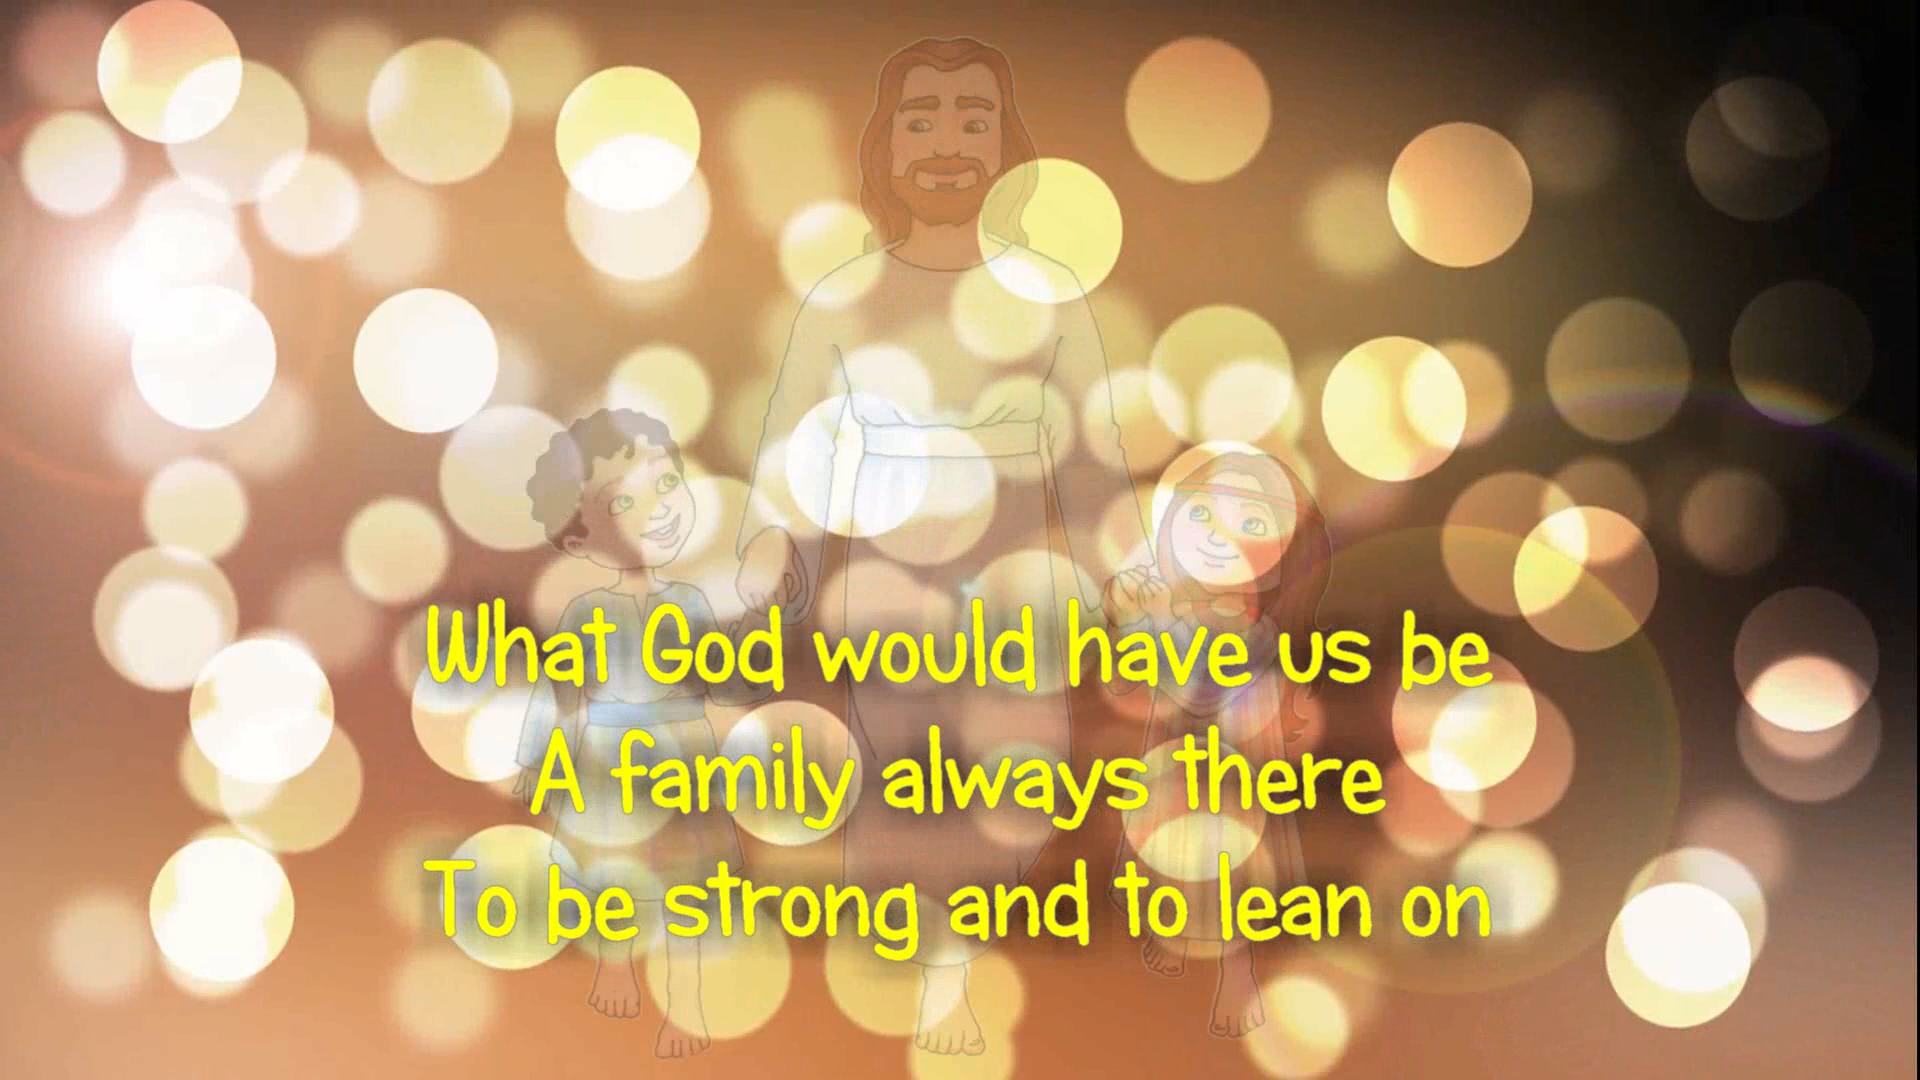 What God would have us be
A family always there
To be strong and to lean on